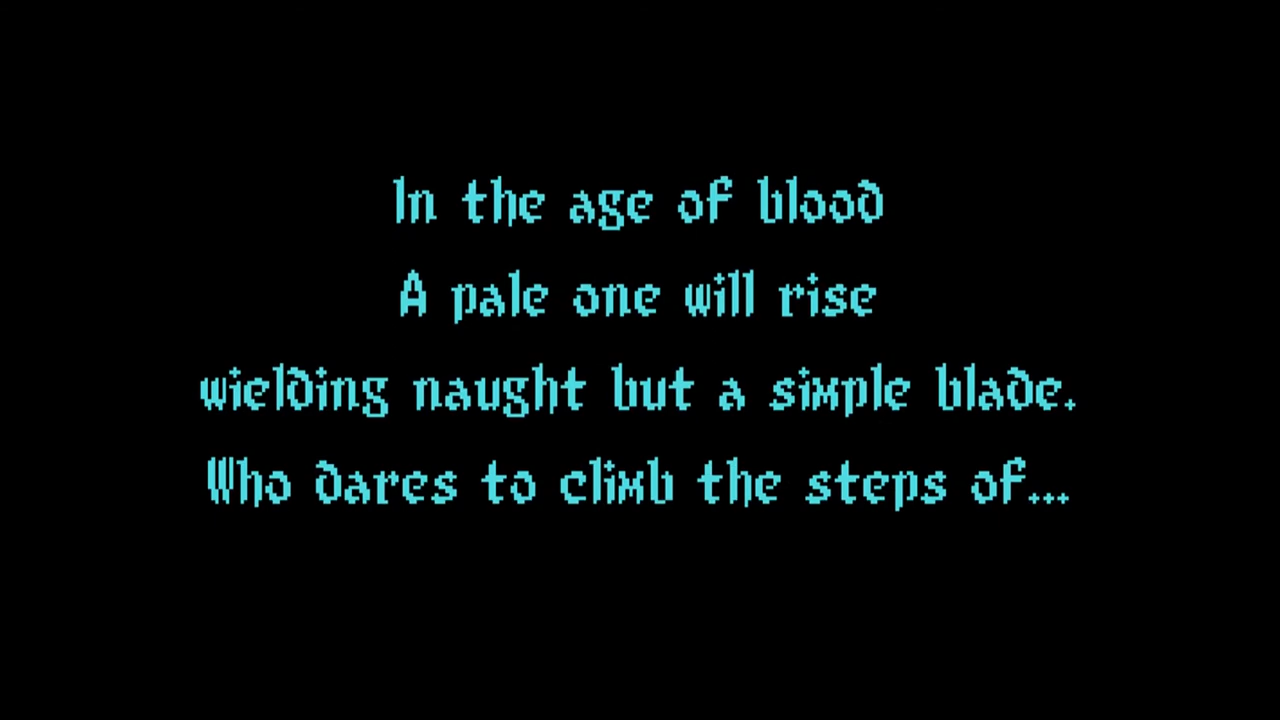 In the age of blood
A pale one will rise
wielding naught but a simple blade.
Who dares to climb the steps of...